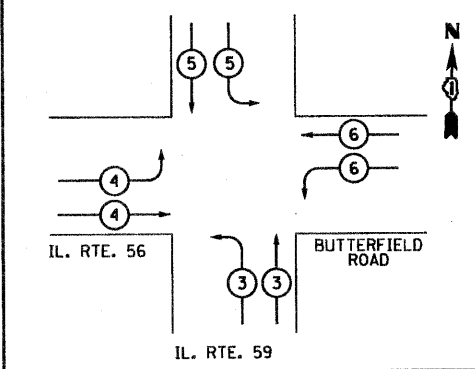 N
5 5
6
6
4
4
IL. RTE. 56
BUTTERFIELD
ROAD
3 3
IL. RTE. 59